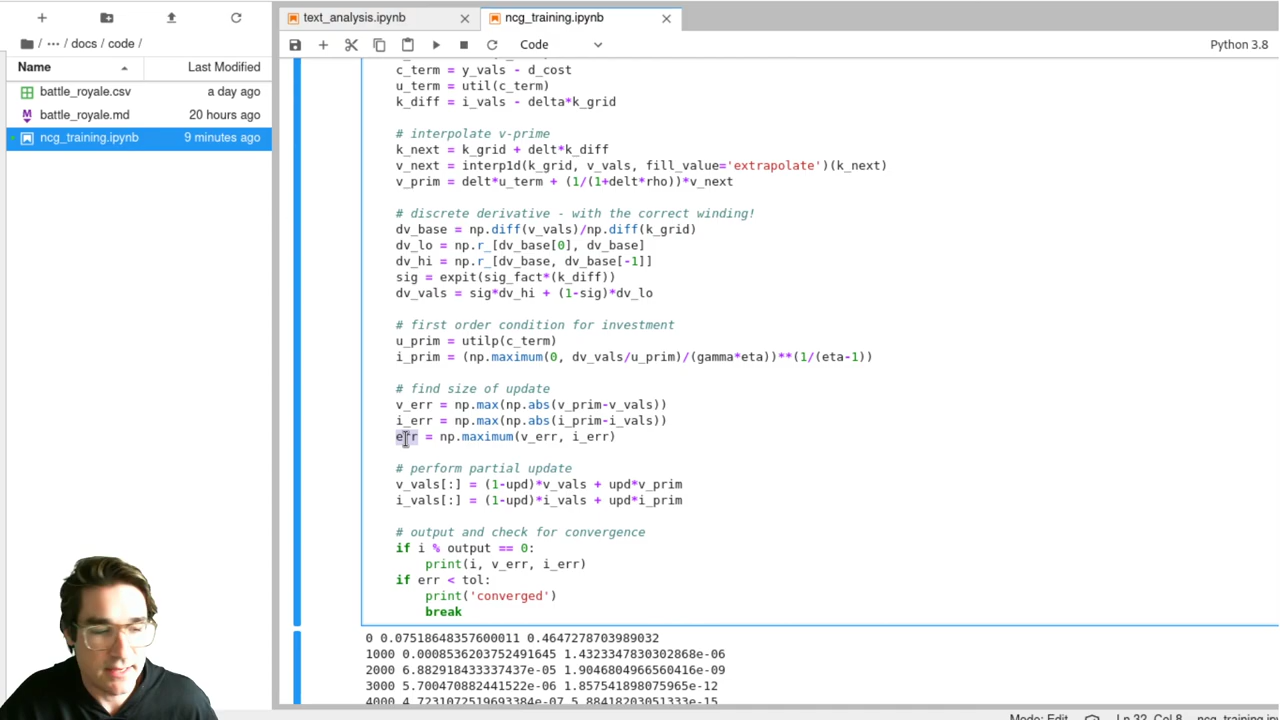 text_analysis.ipynb
ncg_training.ipynb
/ ··· / docs / code /
Code
Python 3.8
Name
Last Modified
battle_royale.csv
a day ago
battle_royale.md
20 hours ago
ncg_training.ipynb
9 minutes ago
c_term = y_vals - d_cost
u_term = util(c_term)
k_diff = i_vals - delta*k_grid
# interpolate v-prime
k_next = k_grid + delt*k_diff
v_next = interp1d(k_grid, v_vals, fill_value='extrapolate')(k_next)
v_prim = delt*u_term + (1/(1+delt*rho))*v_next
# discrete derivative - with the correct winding!
dv_base = np.diff(v_vals)/np.diff(k_grid)
dv_lo = np.r_[dv_base[0], dv_base]
dv_hi = np.r_[dv_base, dv_base[-1]]
sig = expit(sig_fact*(k_diff))
dv_vals = sig*dv_hi + (1-sig)*dv_lo
# first order condition for investment
u_prim = utilp(c_term)
i_prim = (np.maximum(0, dv_vals/u_prim)/(gamma*eta))**(1/(eta-1))
# find size of update
v_err = np.max(np.abs(v_prim-v_vals))
i_err = np.max(np.abs(i_prim-i_vals))
err = np.maximum(v_err, i_err)
# perform partial update
v_vals[:] = (1-upd)*v_vals + upd*v_prim
i_vals[:] = (1-upd)*i_vals + upd*i_prim
# output and check for convergence
if i % output == 0:
print(i, v_err, i_err)
if err < tol:
print('converged')
break
0 0.07518648357600011 0.4647278703989032
1000 0.0008536203752491645 1.4323347830302868e-06
2000 6.882918433337437e-05 1.9046804966560416e-09
3000 5.700470882441522e-06 1.857541898075965e-12
4000 4.7231072519693384e-07 5.88418203051333e-15
Mode: Edit
Ln 32, Col 8
ncg_training.ip